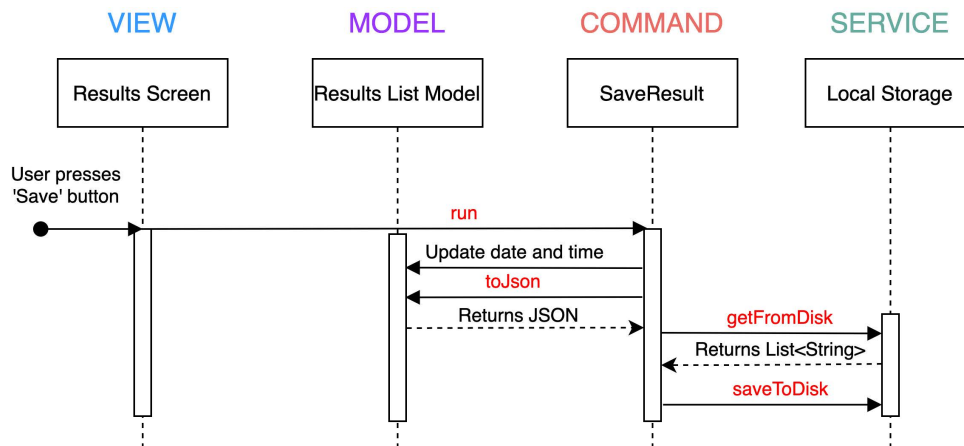 VIEW
MODEL
COMMAND
SERVICE
Results Screen
Results List Model
SaveResult
Local Storage
User presses
'Save' button
run
Update date and time
toJson
Returns JSON
getFromDisk
Returns List<String>
saveToDisk